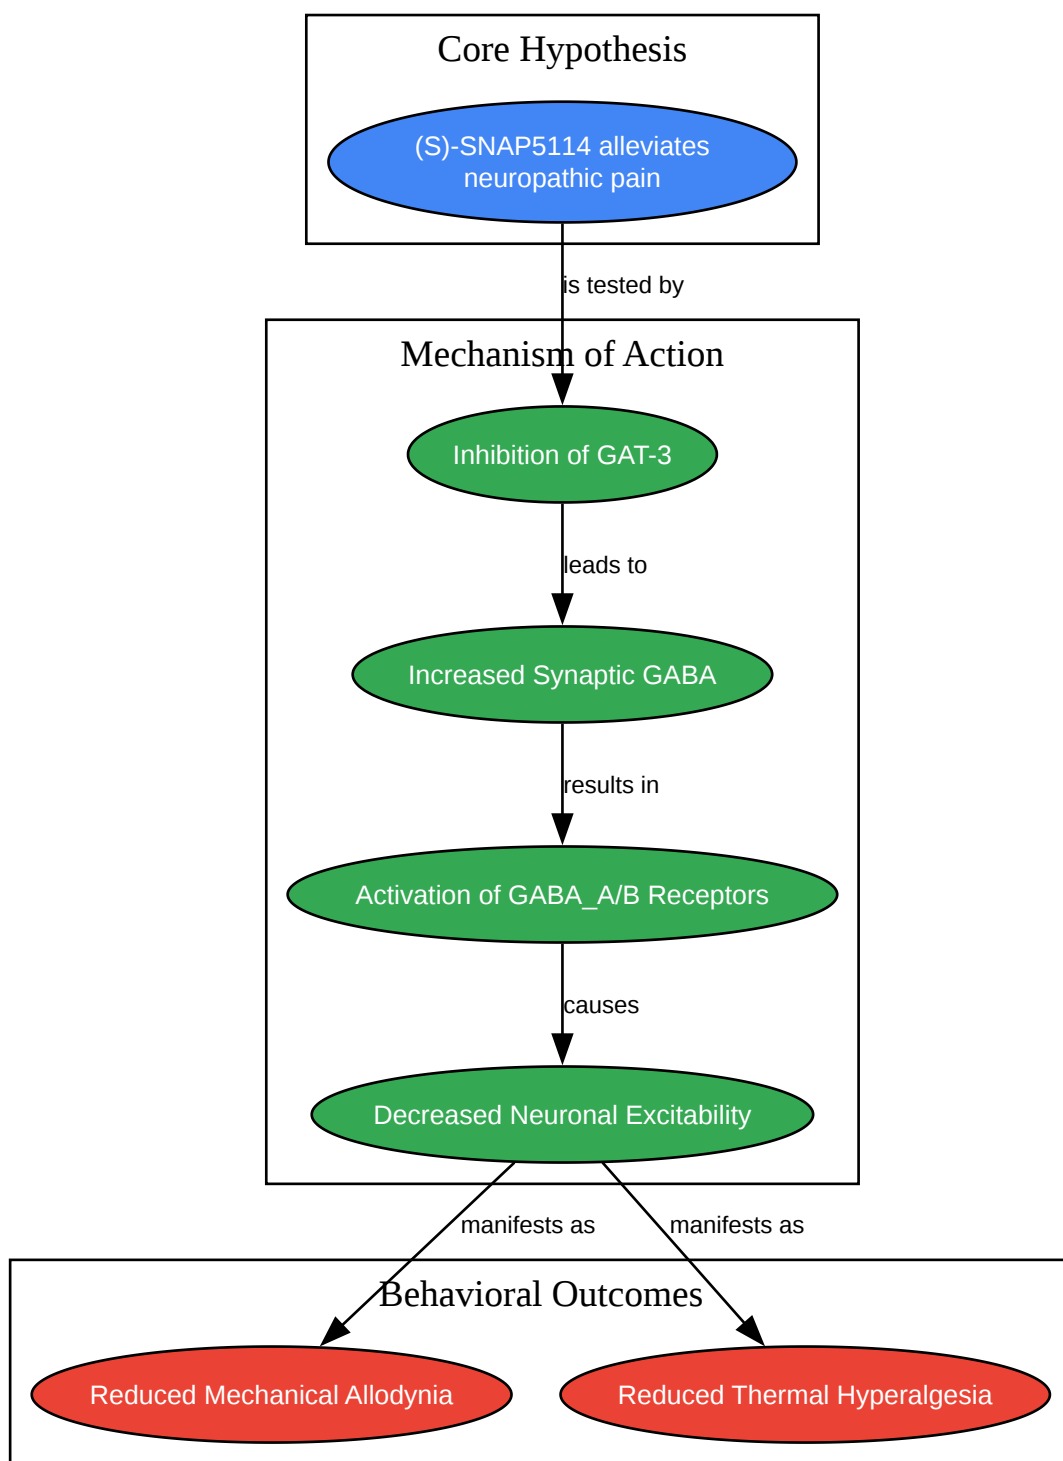 Core Hypothesis
(S)-SNAP5114 alleviates
neuropathic pain
is tested by
Mechanism of Action
Inhibition of GAT-3
leads to
Increased Synaptic GABA
results in
Activation of GABA_A/B Receptors
causes
Decreased Neuronal Excitability
manifests as
manifests as
Behavioral Outcomes
Reduced Mechanical Allodynia
Reduced Thermal Hyperalgesia